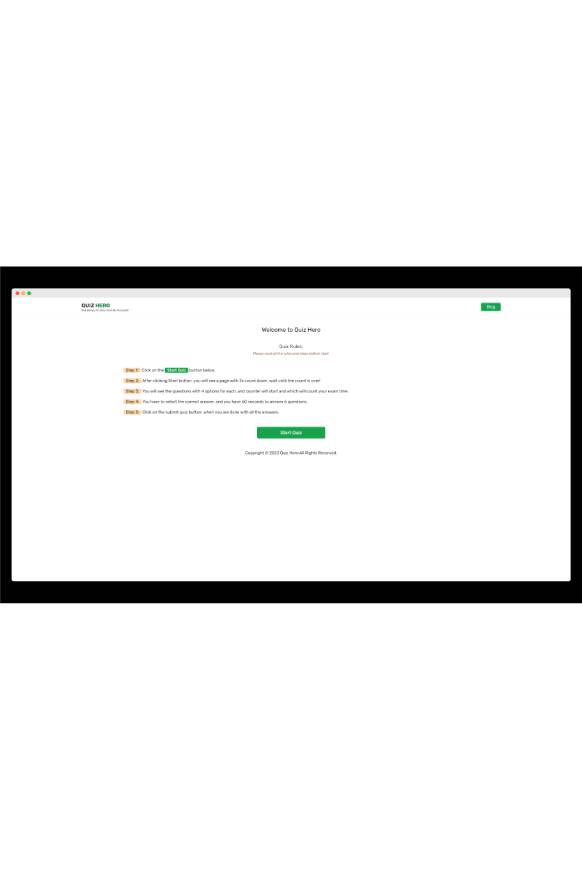 QUIZ HERO
Blog
Welcome to Quiz Hero
Quiz Rules:
Please read all the rules and steps before start
Step 1: Click on the Start Quiz button below.
Step 2: After clicking Start button, you will see a page with 3s count down, wait until the count is over!
Step 3: You will see the questions with 4 options for each, and counter will start and which will count your exam time.
Step 4: You have to select the correct answer, and you have 60 seconds to answer 6 questions.
Step 5: Click on the submit quiz button, when you are done with all the answers.
Start Quiz
Copyright © 2023 Quiz Hero All Rights Reserved.